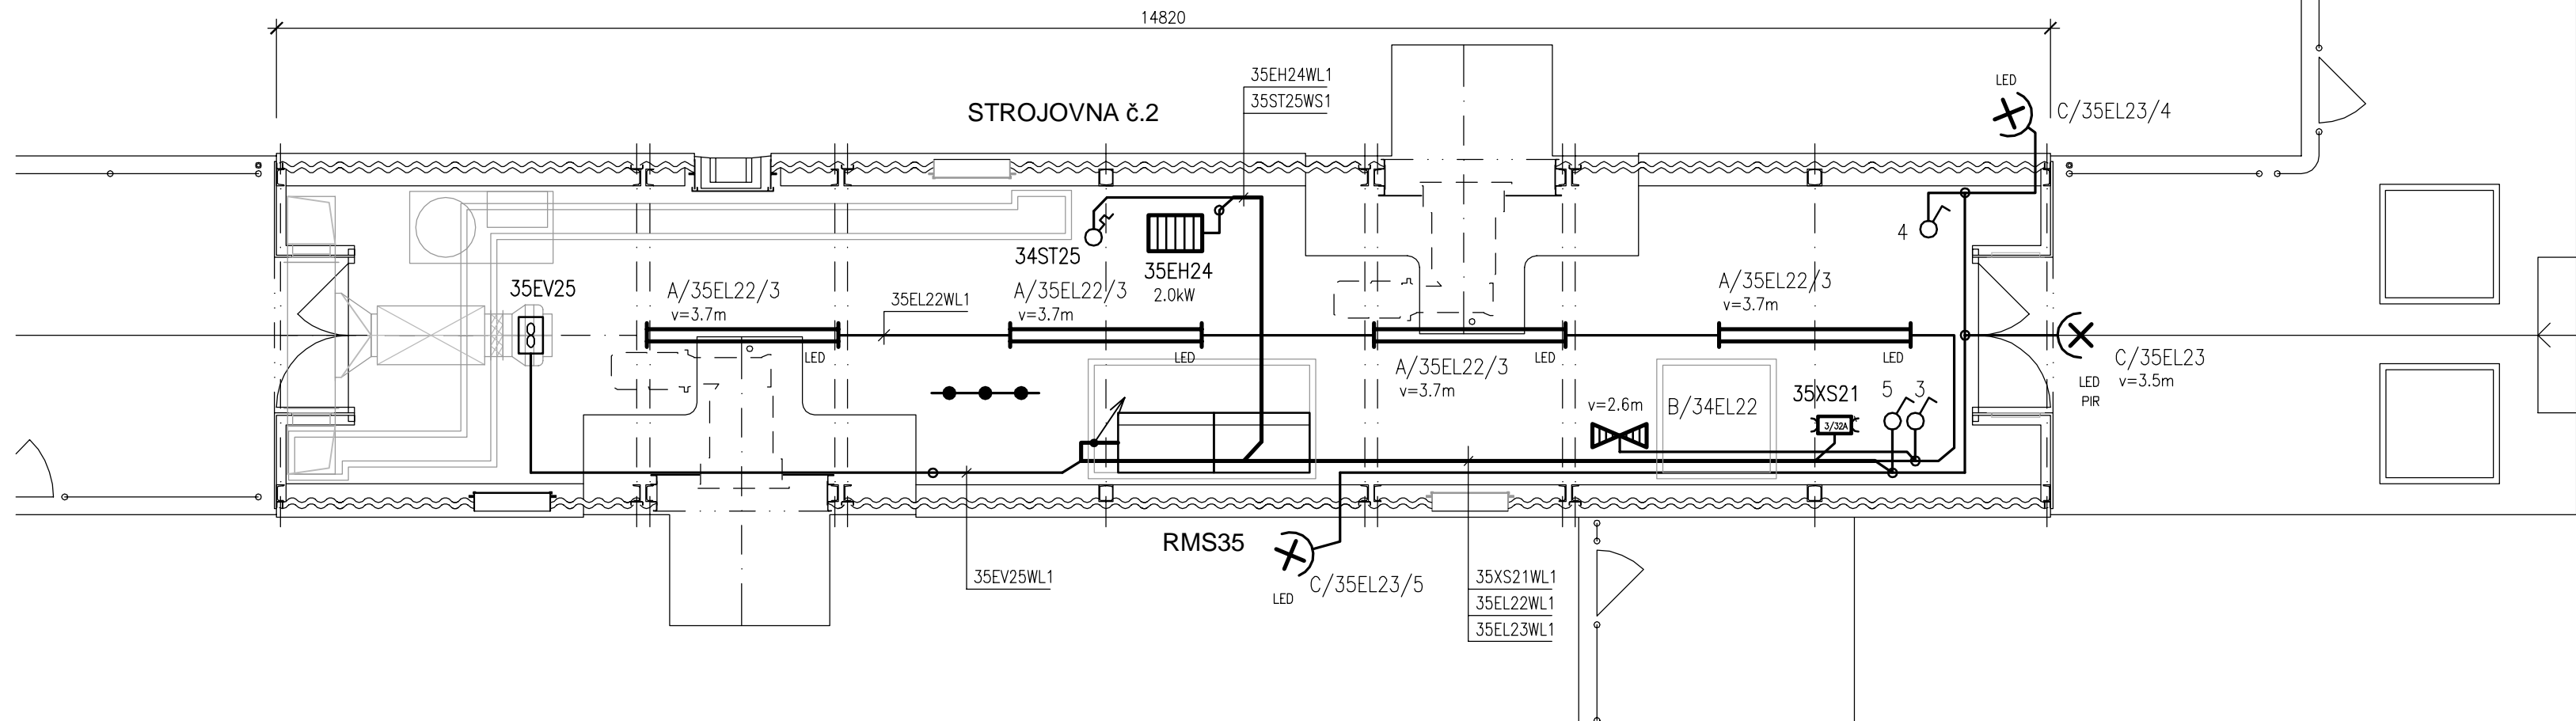 14820
35EH24WL1
35ST25WS1
STROJOVNA č.2
LED
C/35EL23/4
4
34ST25
35EH24
2.0kW
35EV25
A/35EL22/3
v=3.7m
LED
35EL22WL1
A/35EL22/3
v=3.7m
LED
A/35EL22/3
v=3.7m
LED
A/35EL22/3
v=3.7m
LED
C/35EL23
v=3.5m
LED
PIR
v=2.6m
B/34EL22
35XS21
3/32A
5
3
RMS35
35EV25WL1
LED
C/35EL23/5
35XS21WL1
35EL22WL1
35EL23WL1